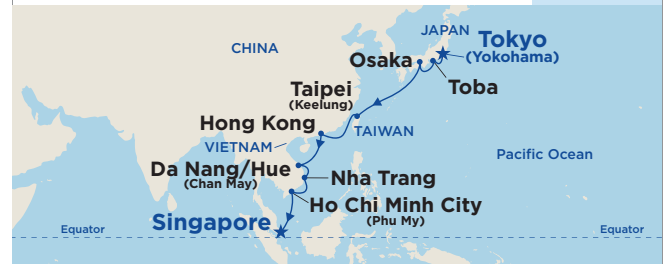 JAPAN
Tokyo
(Yokohama)
CHINA
Osaka
Toba
Taipei
(Keelung)
Hong Kong
TAIWAN
VIETNAM
Pacific Ocean
Da Nang/Hue
(Chan May)
Nha Trang
Ho Chi Minh City
(Phu My)
Singapore
Equator
Equator